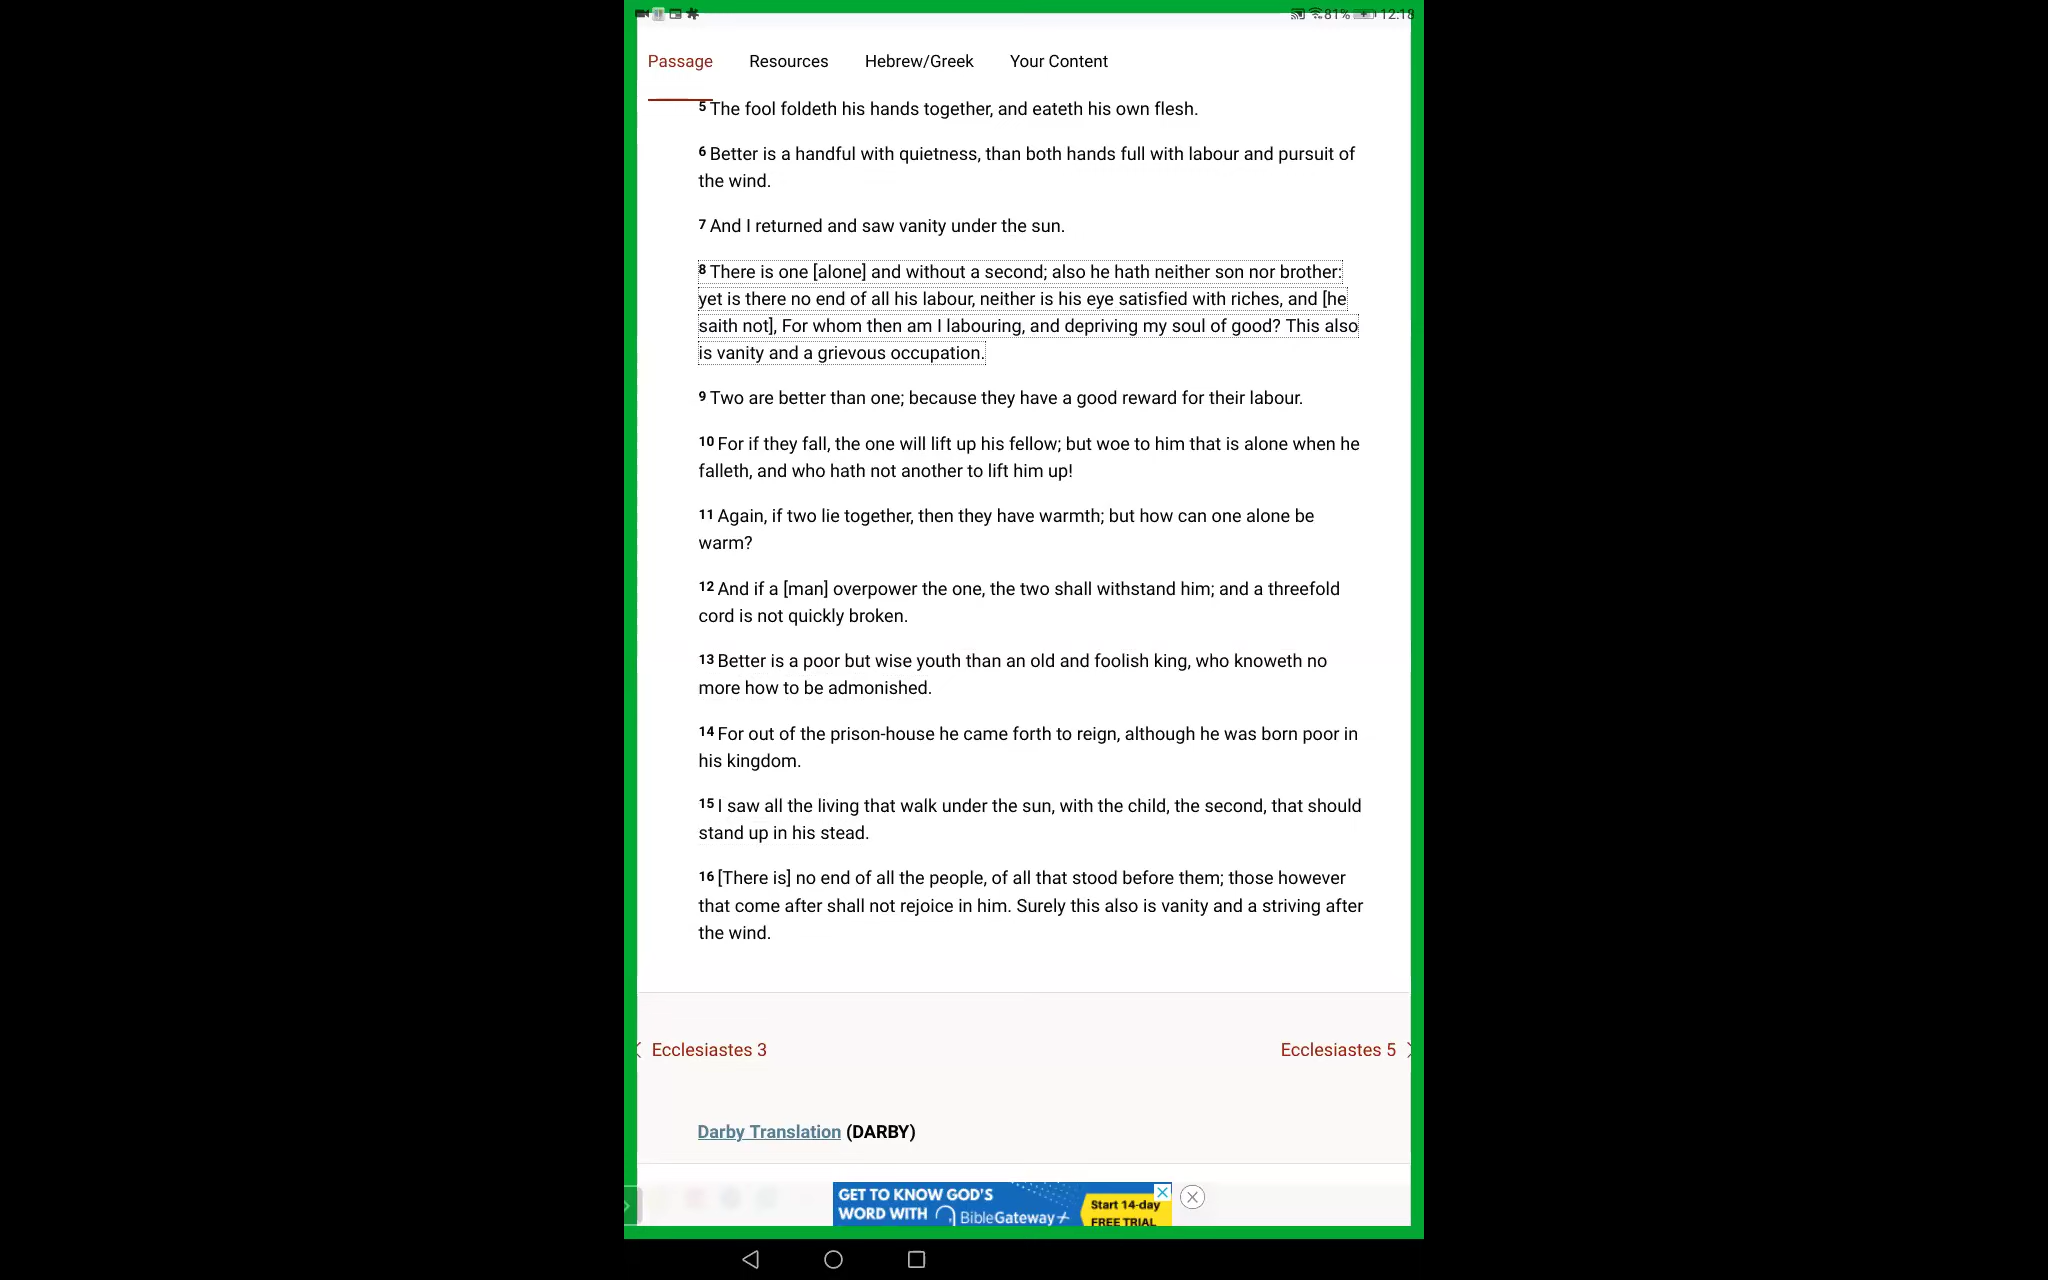 81% 12:18
Passage Resources Hebrew/Greek Your Content
5 The fool foldeth his hands together, and eateth his own flesh.
6 Better is a handful with quietness, than both hands full with labour and pursuit of
the wind.
7 And I returned and saw vanity under the sun.
8 There is one [alone] and without a second; also he hath neither son nor brother:
yet is there no end of all his labour, neither is his eye satisfied with riches, and [he
saith not], For whom then am I labouring, and depriving my soul of good? This also
is vanity and a grievous occupation.
9 Two are better than one; because they have a good reward for their labour.
10 For if they fall, the one will lift up his fellow; but woe to him that is alone when he
falleth, and who hath not another to lift him up!
11 Again, if two lie together, then they have warmth; but how can one alone be
warm?
12 And if a [man] overpower the one, the two shall withstand him; and a threefold
cord is not quickly broken.
13 Better is a poor but wise youth than an old and foolish king, who knoweth no
more how to be admonished.
14 For out of the prison-house he came forth to reign, although he was born poor in
his kingdom.
15 I saw all the living that walk under the sun, with the child, the second, that should
stand up in his stead.
16 [There is] no end of all the people, of all that stood before them; those however
that come after shall not rejoice in him. Surely this also is vanity and a striving after
the wind.
Ecclesiastes 3 Ecclesiastes 5
Darby Translation (DARBY)
GET TO KNOW GOD'S
WORD WITH BibleGateway+
Start 14-day
FREE TRIAL